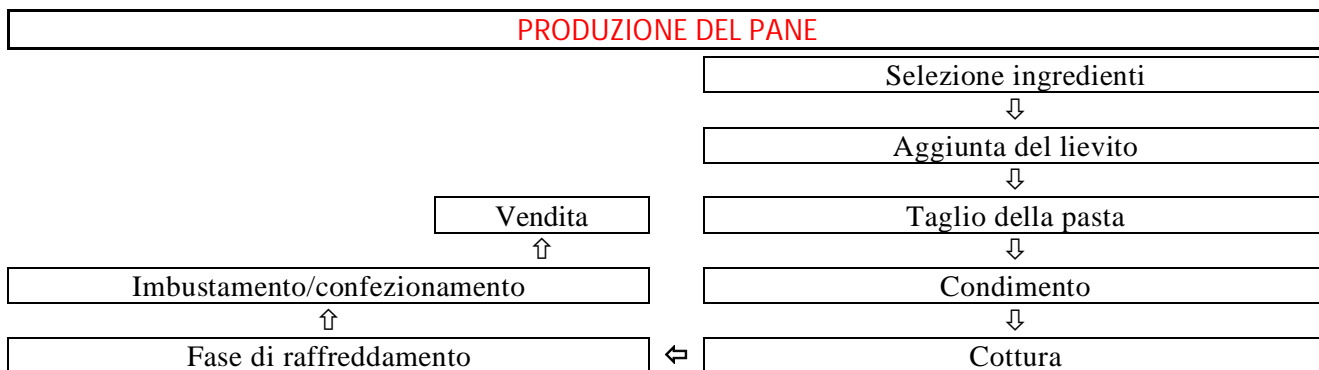 PRODUZIONE DEL PANE
Selezione ingredienti
⇩
Aggiunta del lievito
⇩
Vendita Taglio della pasta
⇧ ⇩
Imbustamento/confezionamento Condimento
⇧ ⇩
Fase di raffreddamento ⇦ Cottura